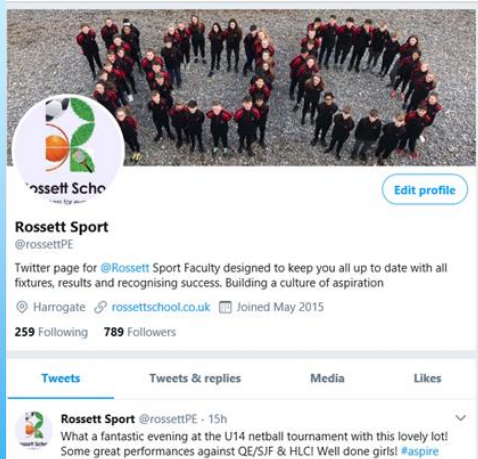 ossett Scho
Edit profile
Rossett Sport
@rossettPE
Twitter page for @Rossett Sport Faculty designed to keep you all up to date with all
fixtures, results and recognising success. Building a culture of aspiration
Harrogate rossettschool.co.uk Joined May 2015
259 Following 789 Followers
Tweets Tweets & replies Media Likes
Rossett Sport @rossettPE · 15h
What a fantastic evening at the U14 netball tournament with this lovely lot!
Some great performances against QE/SJF & HLC! Well done girls! #aspire